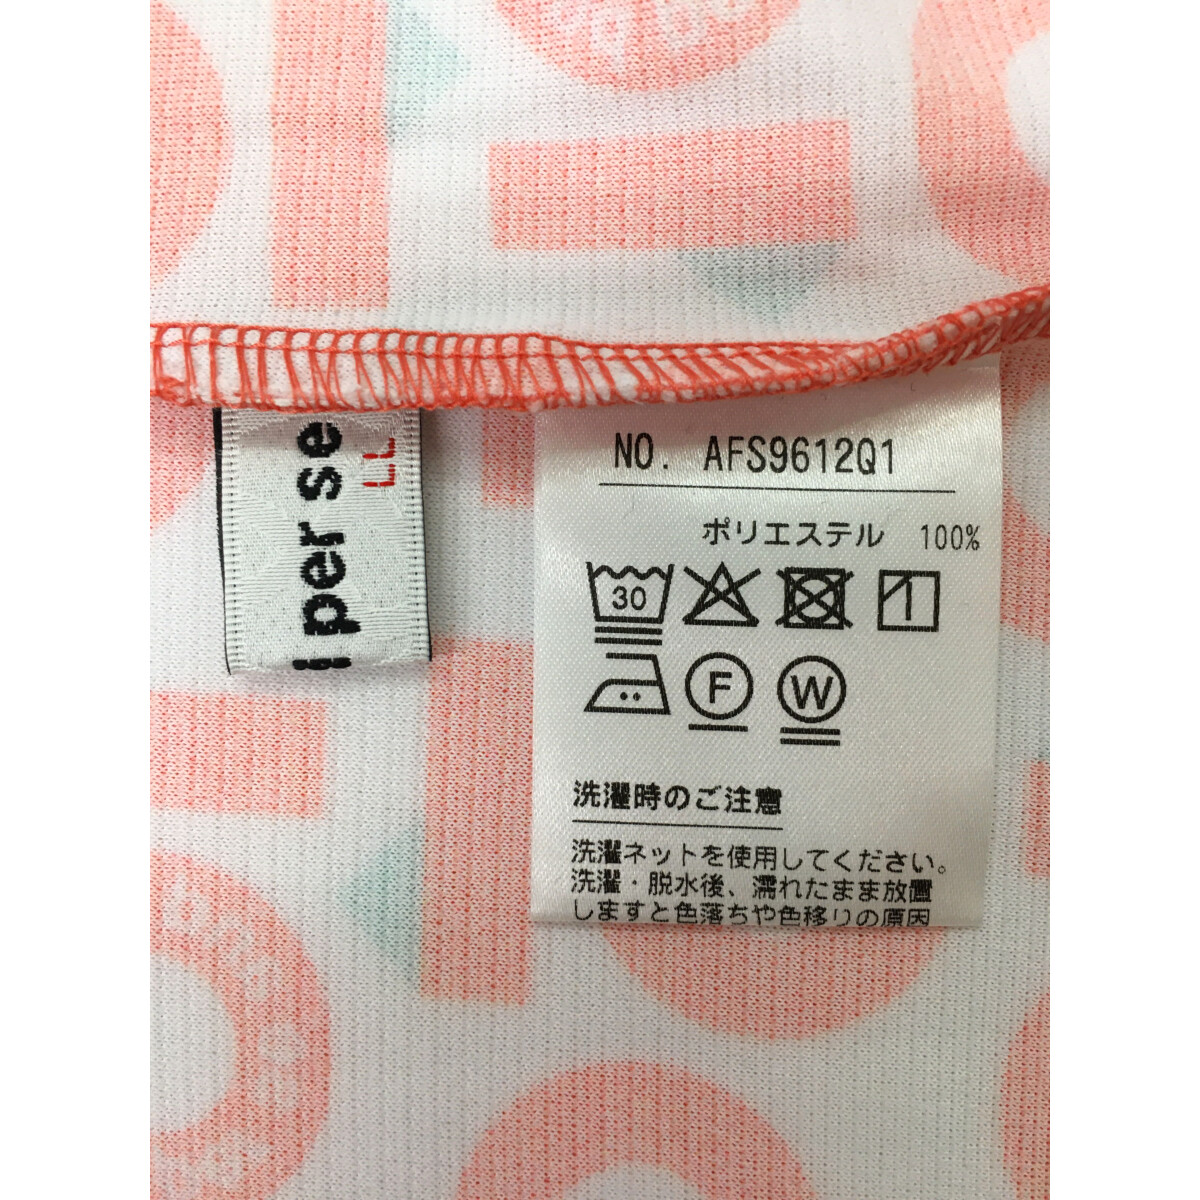 per se
LL
NO. AFS9612Q1
ポリエステル 100%
30
F
W
洗濯時のご注意
洗濯ネットを使用してください。
洗濯・脱水後、濡れたまま放置
しますと色落ちや色移りの原因